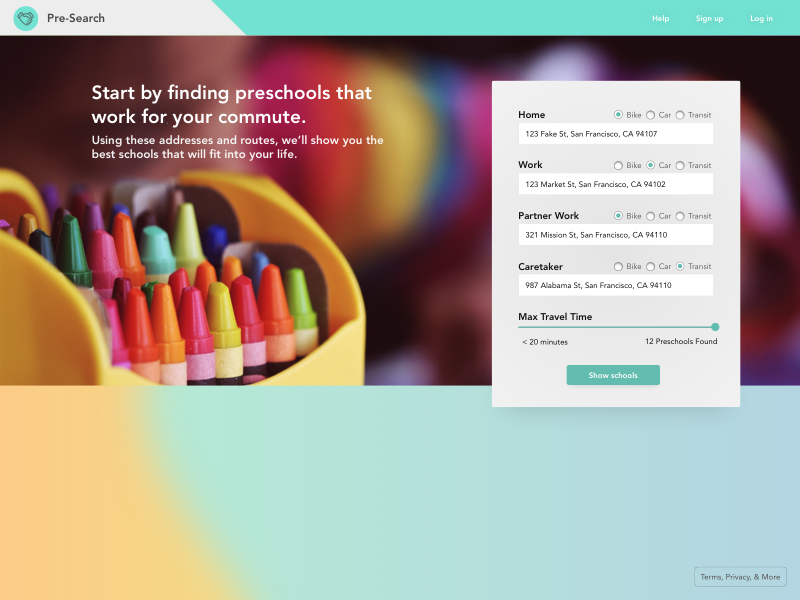 Pre-Search
Help
Sign up
Log in
Start by finding preschools that
work for your commute.
Using these addresses and routes, we’ll show you the
best schools that will fit into your life.
Home
Bike
Car
Transit
123 Fake St, San Francisco, CA 94107
Work
Bike
Car
Transit
123 Market St, San Francisco, CA 94102
Partner Work
Bike
Car
Transit
321 Mission St, San Francisco, CA 94110
Caretaker
Bike
Car
Transit
987 Alabama St, San Francisco, CA 94110
Max Travel Time
< 20 minutes
12 Preschools Found
Show schools
Terms, Privacy, & More